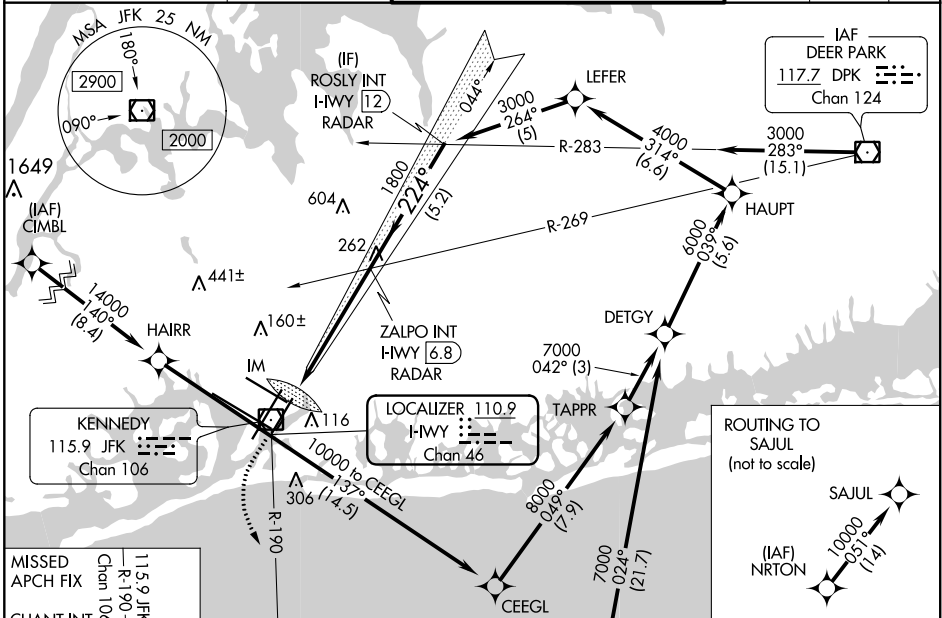 MSA JFK 25 NM
180°
2900
090°
2000
1649
(IAF)
CIMBL
14000
140°
(8.4)
HAIRR
604
441±
160±
262
IM
116
306
(IF)
ROSLY INT
I-IWY 12
RADAR
044°
1800
224°
(5.2)
LEFER
3000
264°
(5)
R-283
4000
314°
(6.6)
3000
283°
(15.1)
IAF
DEER PARK
117.7 DPK
Chan 124
HAUPT
R-269
6000
039°
(5.6)
DETGY
7000
042° (3)
TAPPR
ZALPO INT
I-IWY 6.8
RADAR
KENNEDY
115.9 JFK
Chan 106
LOCALIZER 110.9
I-IWY
Chan 46
10000 to CEEGL
137°
(14.5)
R-190
8000
049°
(7.9)
7000
024°
(21.7)
CEEGL
ROUTING TO
SAJUL
(not to scale)
SAJUL
10000
051°
(14)
(IAF)
NRTON
MISSED
APCH FIX
115.9 JFK
R-190
Chan 106